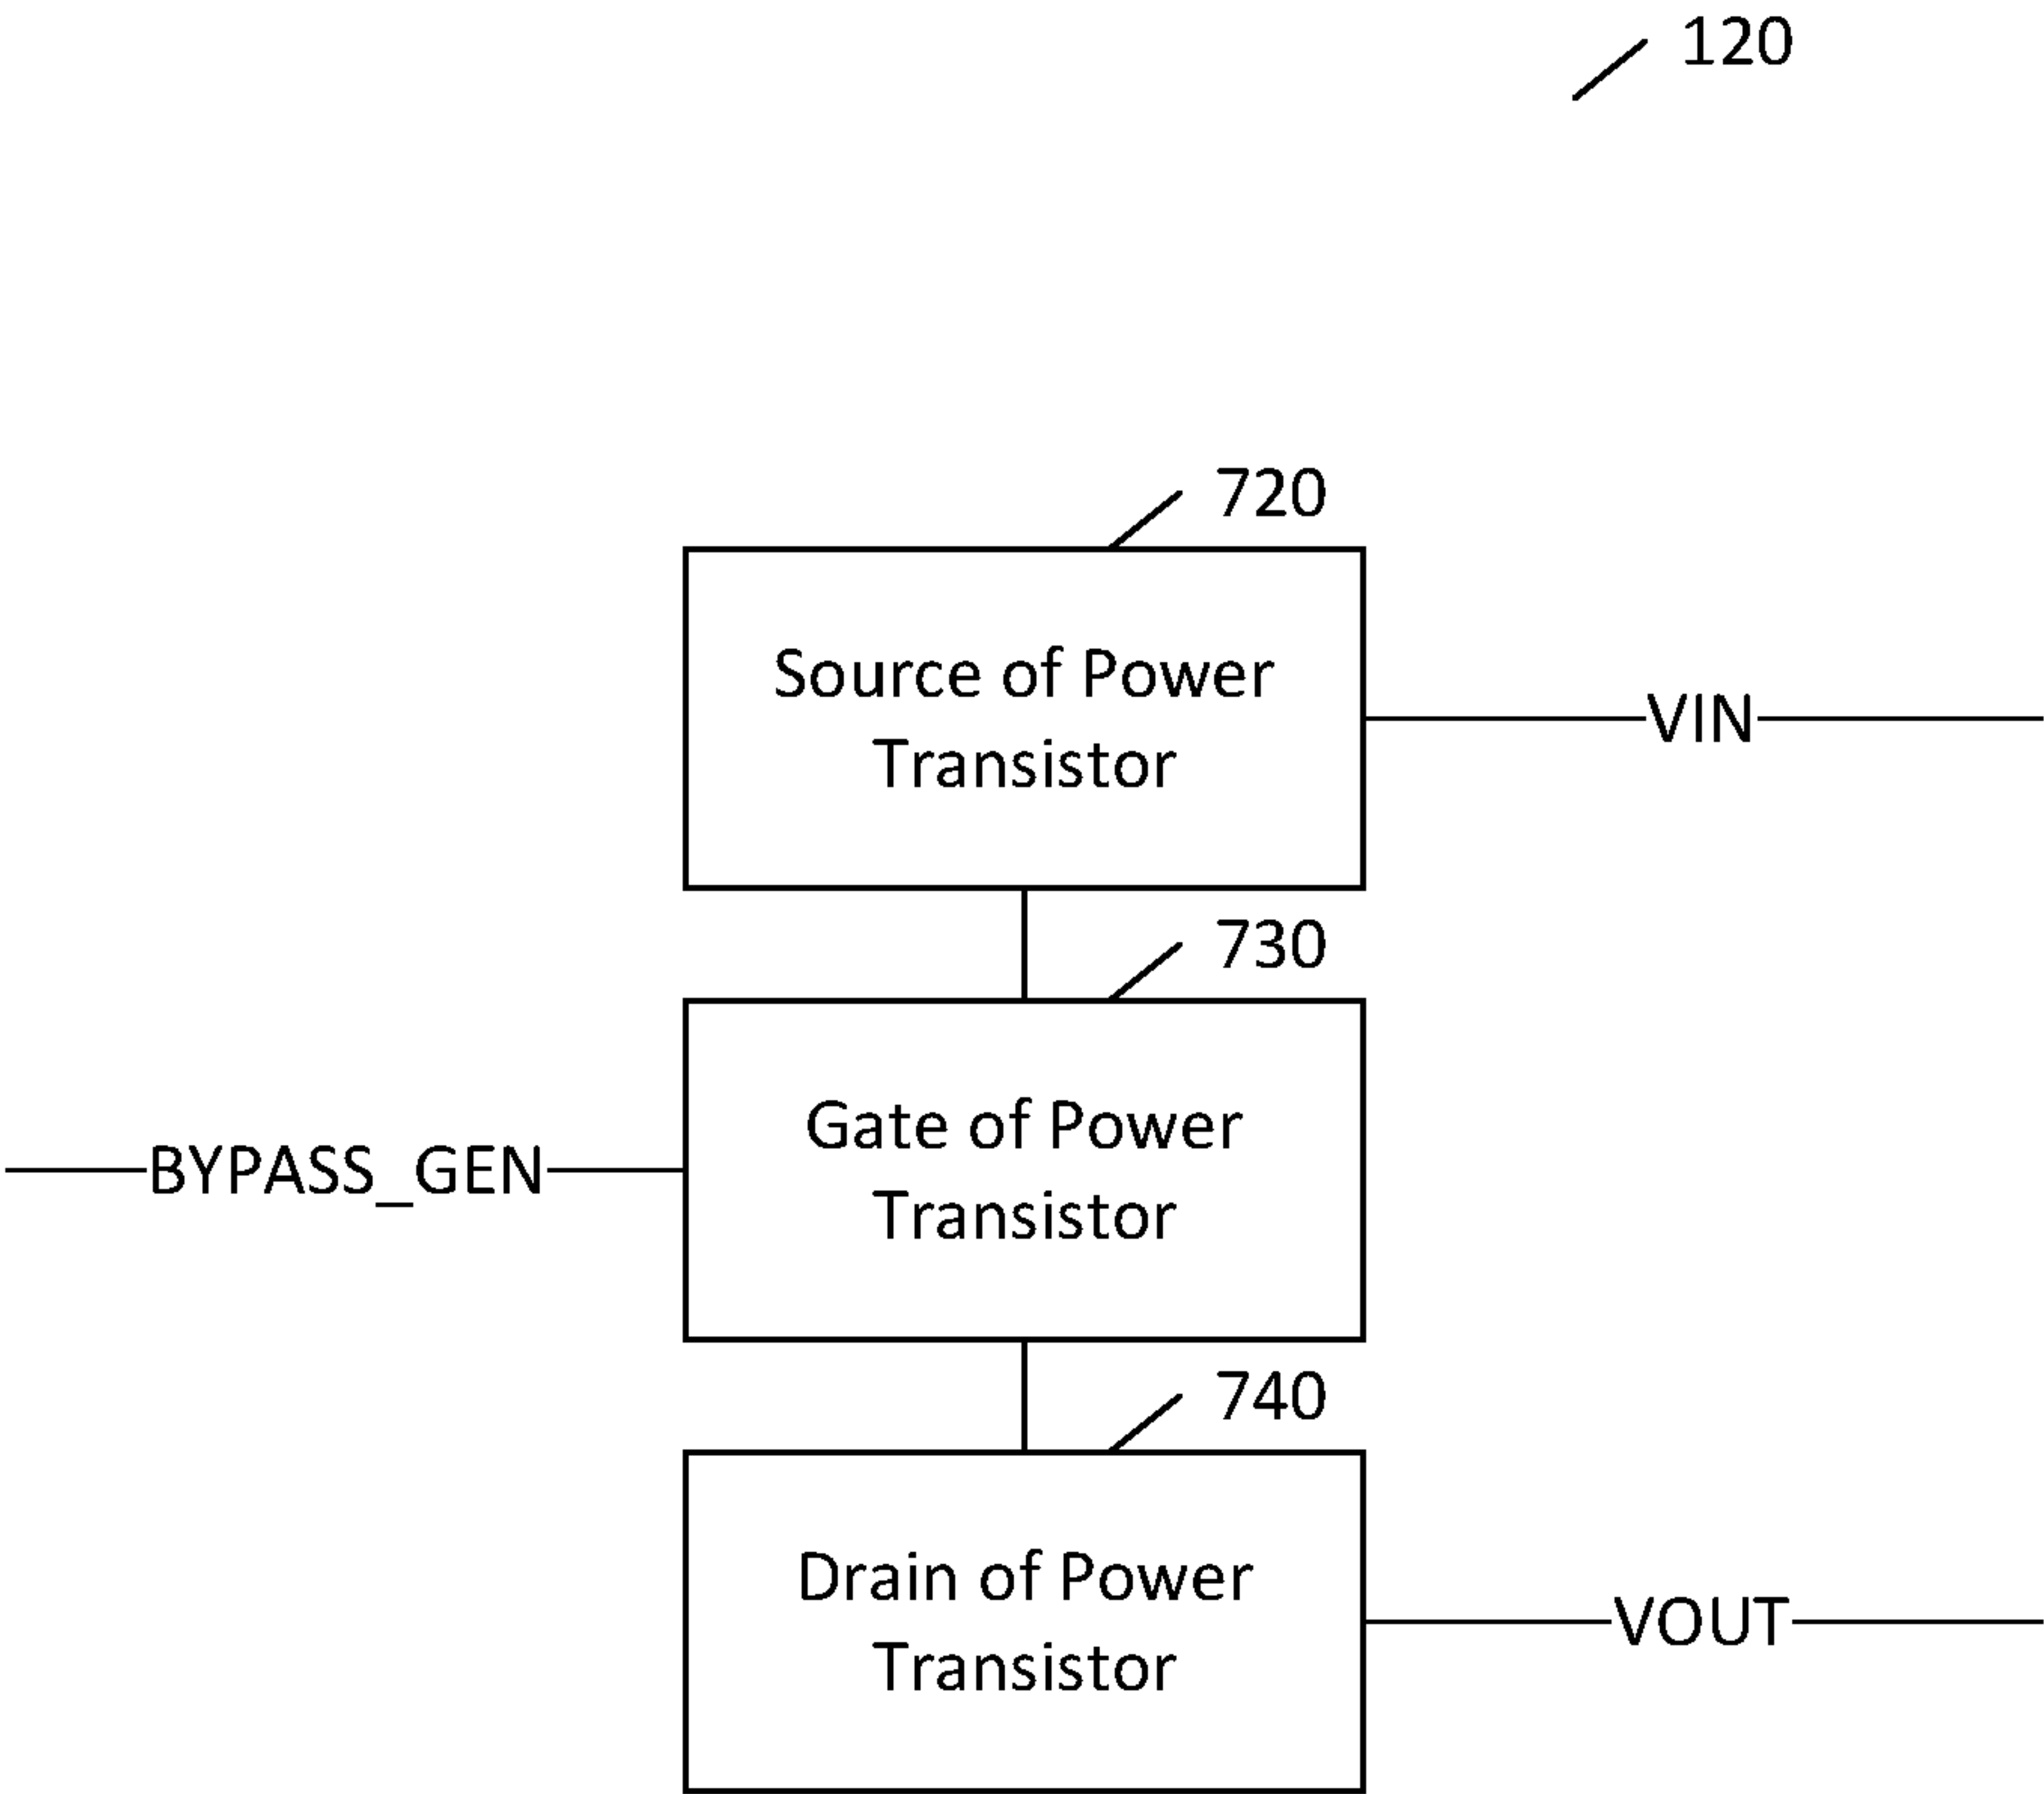 120
720
Source of Power
Transistor
VIN
730
Gate of Power
Transistor
BYPASS_GEN
740
Drain of Power
Transistor
VOUT